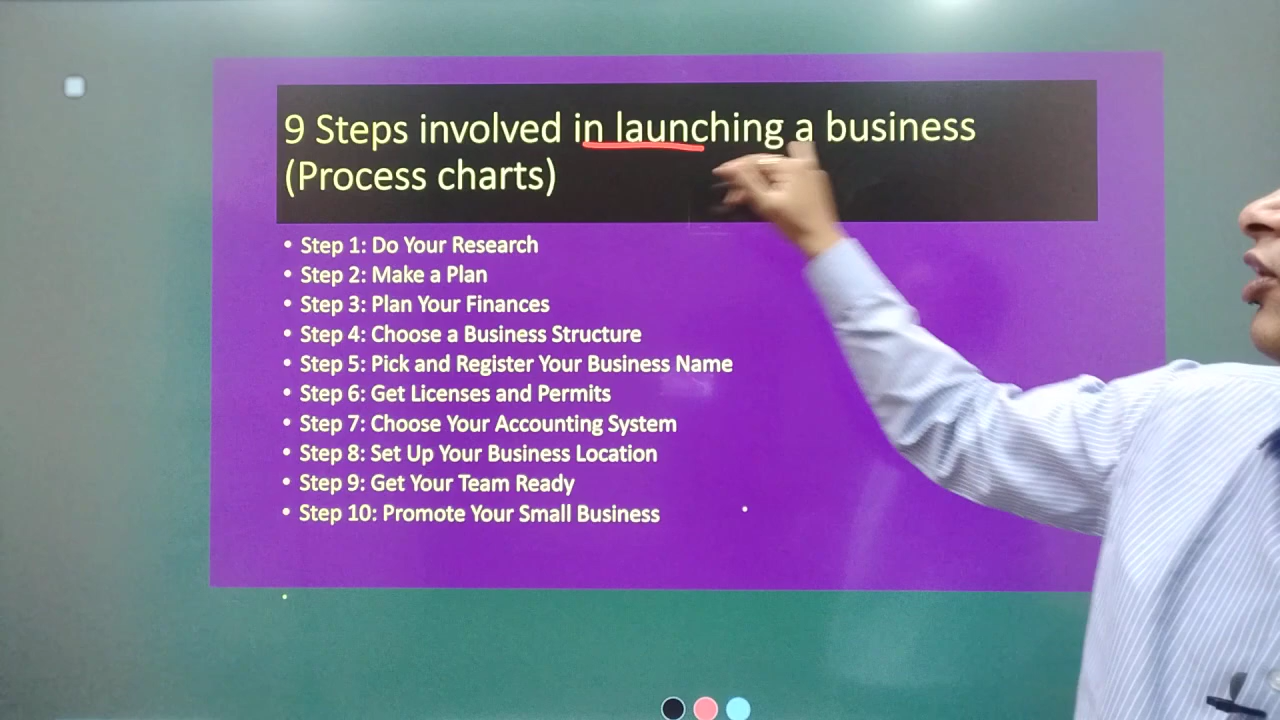 9 Steps involved in launching a business
(Process charts)
• Step 1: Do Your Research
• Step 2: Make a Plan
• Step 3: Plan Your Finances
• Step 4: Choose a Business Structure
• Step 5: Pick and Register Your Business Name
• Step 6: Get Licenses and Permits
• Step 7: Choose Your Accounting System
• Step 8: Set Up Your Business Location
• Step 9: Get Your Team Ready
• Step 10: Promote Your Small Business